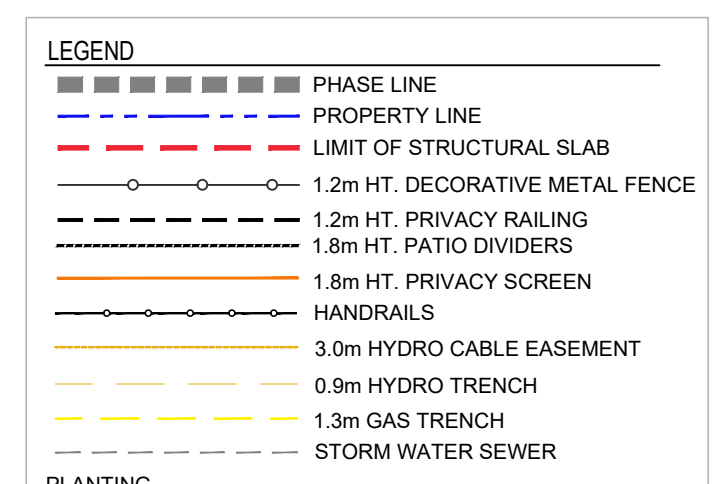 LEGEND
PHASE LINE
PROPERTY LINE
LIMIT OF STRUCTURAL SLAB
1.2m HT. DECORATIVE METAL FENCE
1.2m HT. PRIVACY RAILING
1.8m HT. PATIO DIVIDERS
1.8m HT. PRIVACY SCREEN
HANDRAILS
3.0m HYDRO CABLE EASEMENT
0.9m HYDRO TRENCH
1.3m GAS TRENCH
STORM WATER SEWER
PLANTING